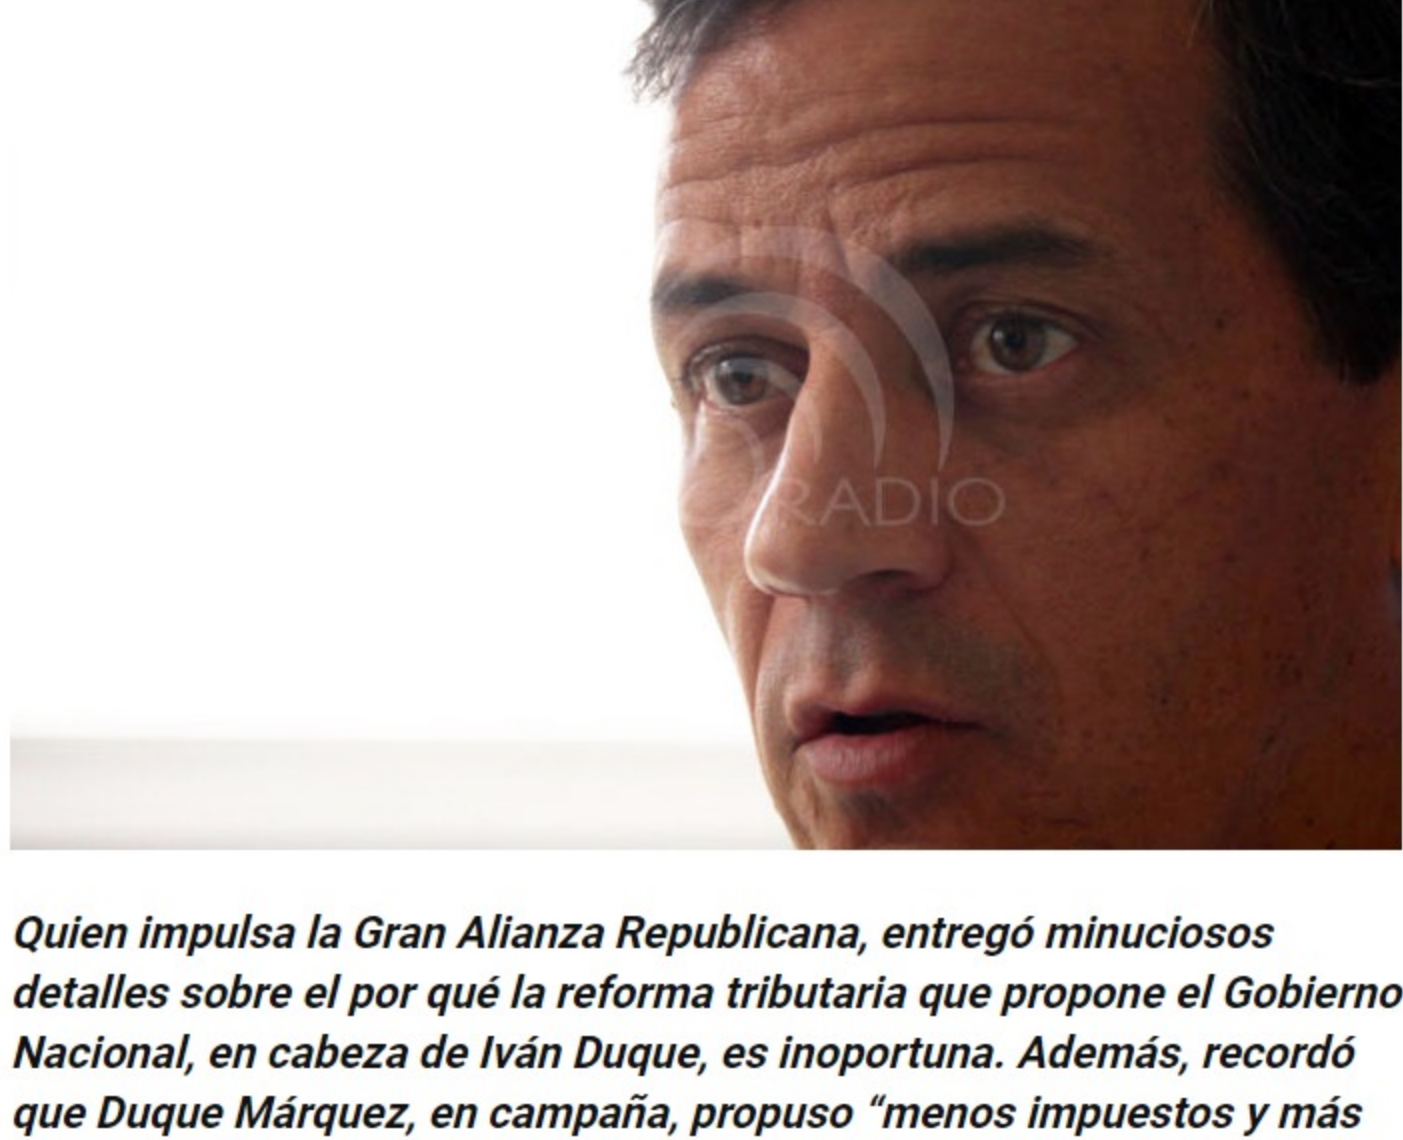 RADIO
Quien impulsa la Gran Alianza Republicana, entregó minuciosos
detalles sobre el por qué la reforma tributaria que propone el Gobierno
Nacional, en cabeza de Iván Duque, es inoportuna. Además, recordó
que Duque Márquez, en campaña, propuso “menos impuestos y más